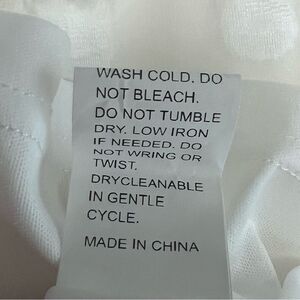 WASH COLD. DO
NOT BLEACH.
DO NOT TUMBLE
DRY. LOW IRON
IF NEEDED. DO
NOT WRING OR
TWIST.
DRYCLEANABLE
IN GENTLE
CYCLE.
MADE IN CHINA